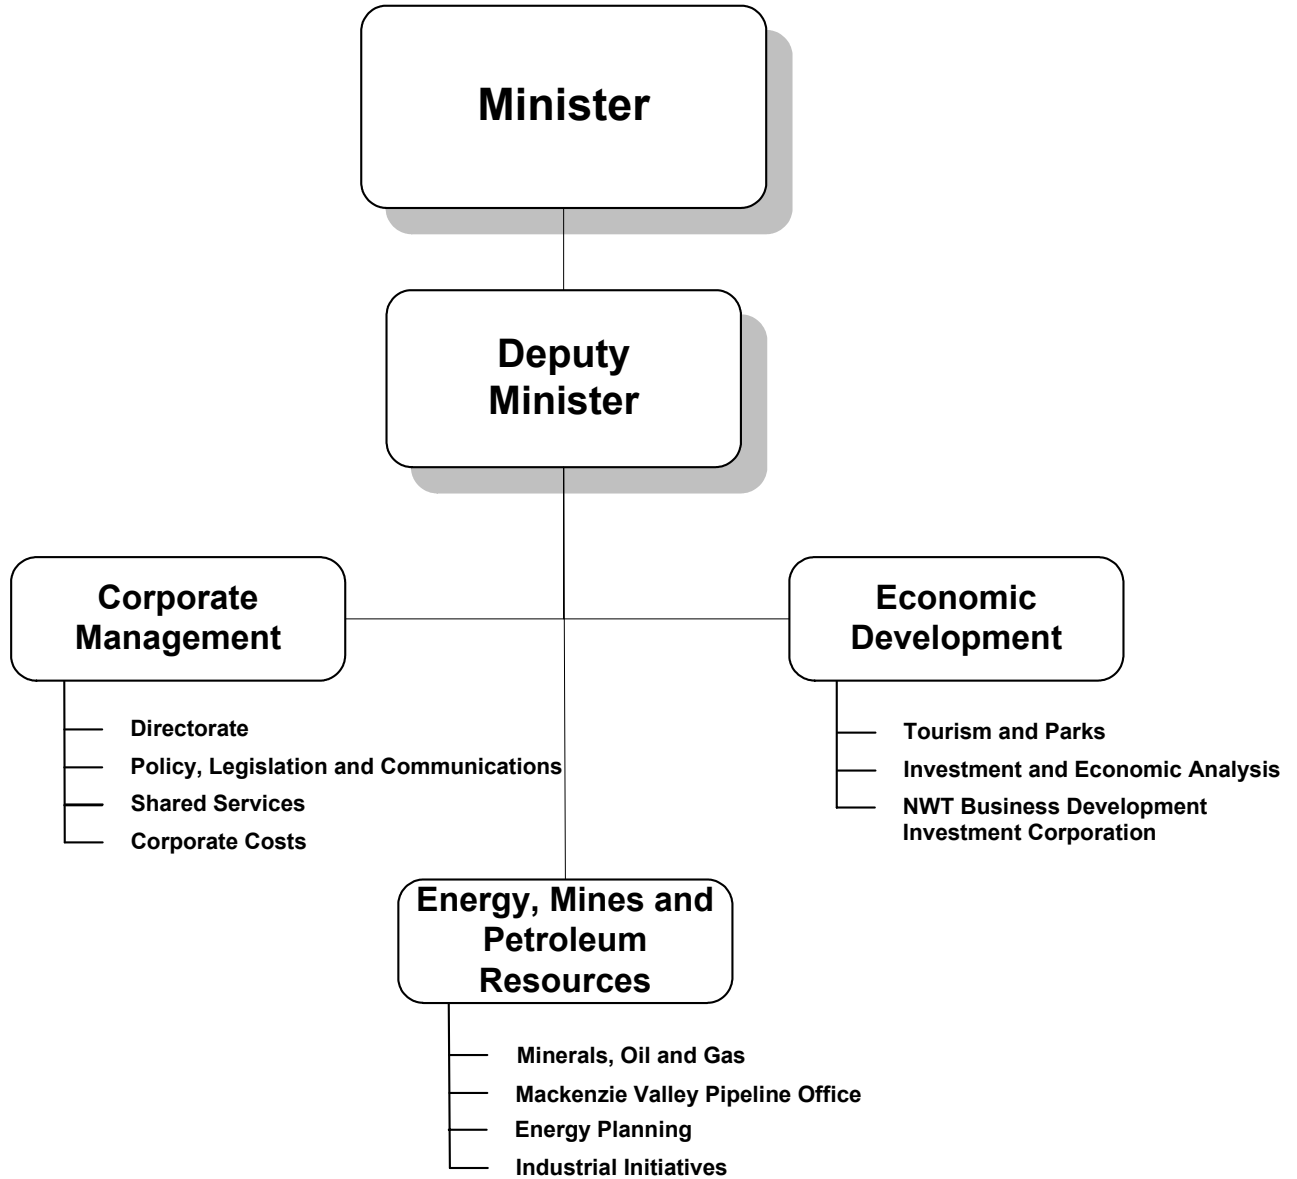 Minister
Deputy
Minister
Corporate
Management
Directorate
Policy, Legislation and Communications
Shared Services
Corporate Costs
Economic
Development
Tourism and Parks
Investment and Economic Analysis
NWT Business Development
Investment Corporation
Energy, Mines and
Petroleum
Resources
Minerals, Oil and Gas
Mackenzie Valley Pipeline Office
Energy Planning
Industrial Initiatives